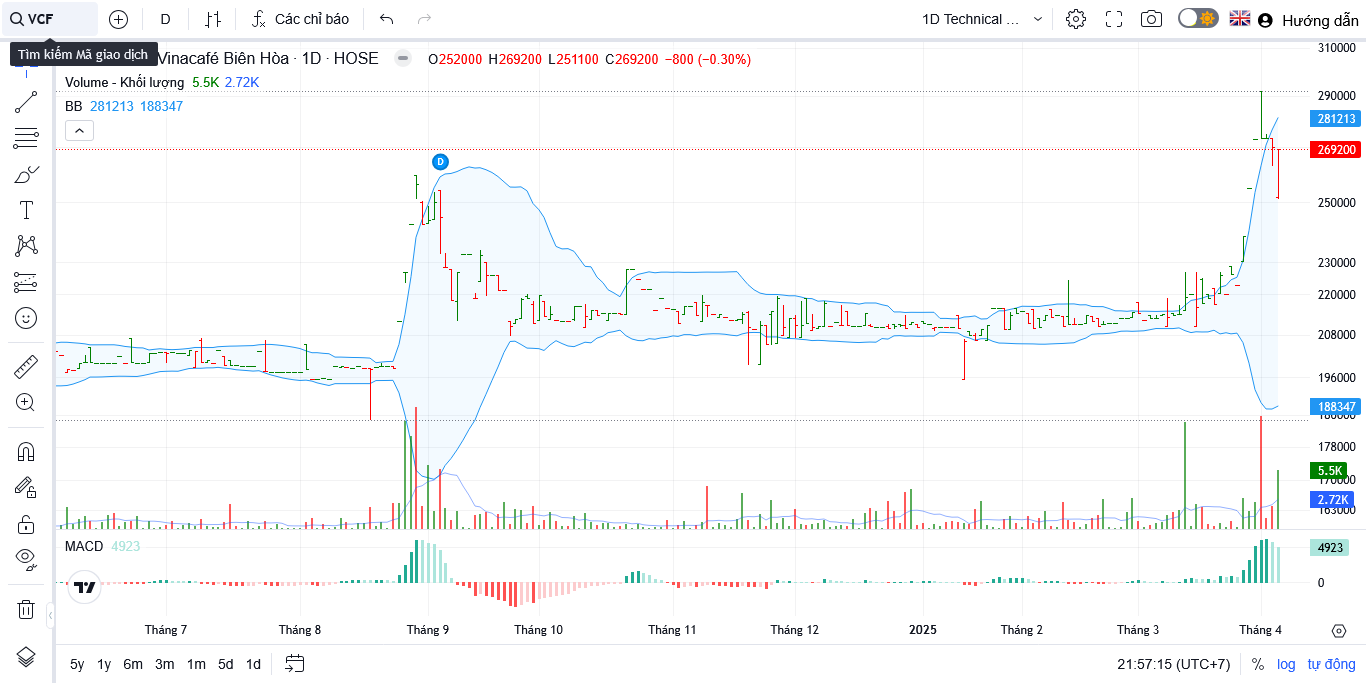 VCF
D
Các chỉ báo
1D Technical ...
Hướng dẫn
Tìm kiếm Mã giao dịch
Vinacafé Biên Hòa · 1D · HOSE
O252000 H269200 L251100 C269200 −800 (−0.30%)
Volume - Khối lượng 5.5K 2.72K
BB 281213 188347
D
310000
290000
281213
269200
250000
230000
220000
208000
196000
188347
178000
5.5K
170000
2.72K
163000
MACD 4923
4923
0
Tháng 7
Tháng 8
Tháng 9
Tháng 10
Tháng 11
Tháng 12
2025
Tháng 2
Tháng 3
Tháng 4
5y 1y 6m 3m 1m 5d 1d
21:57:15 (UTC+7)
%
log
tự động